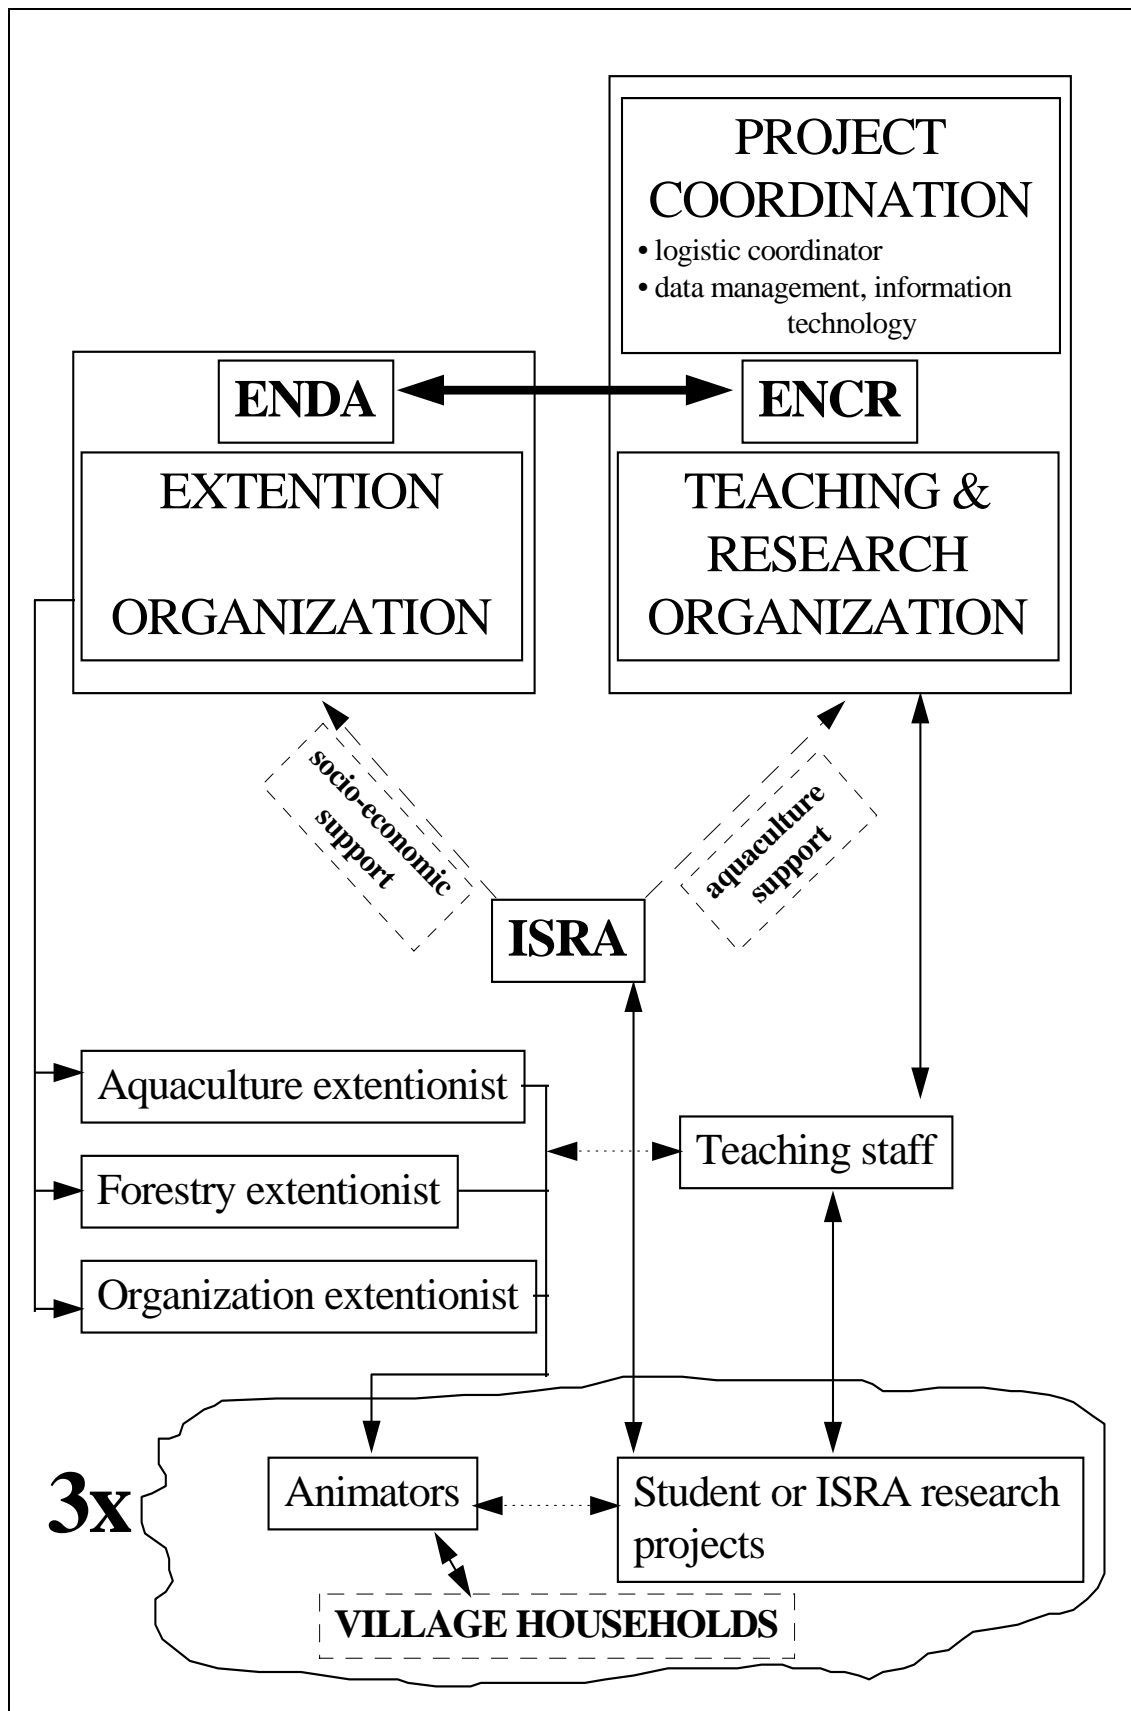 PROJECT
COORDINATION
• logistic coordinator
• data management, information
technology
ENDA
ENCR
EXTENTION
ORGANIZATION
TEACHING &
RESEARCH
ORGANIZATION
socio-economic
support
aquaculture
support
ISRA
Aquaculture extentionist
Teaching staff
Forestry extentionist
Organization extentionist
3x
Animators
Student or ISRA research
projects
VILLAGE HOUSEHOLDS